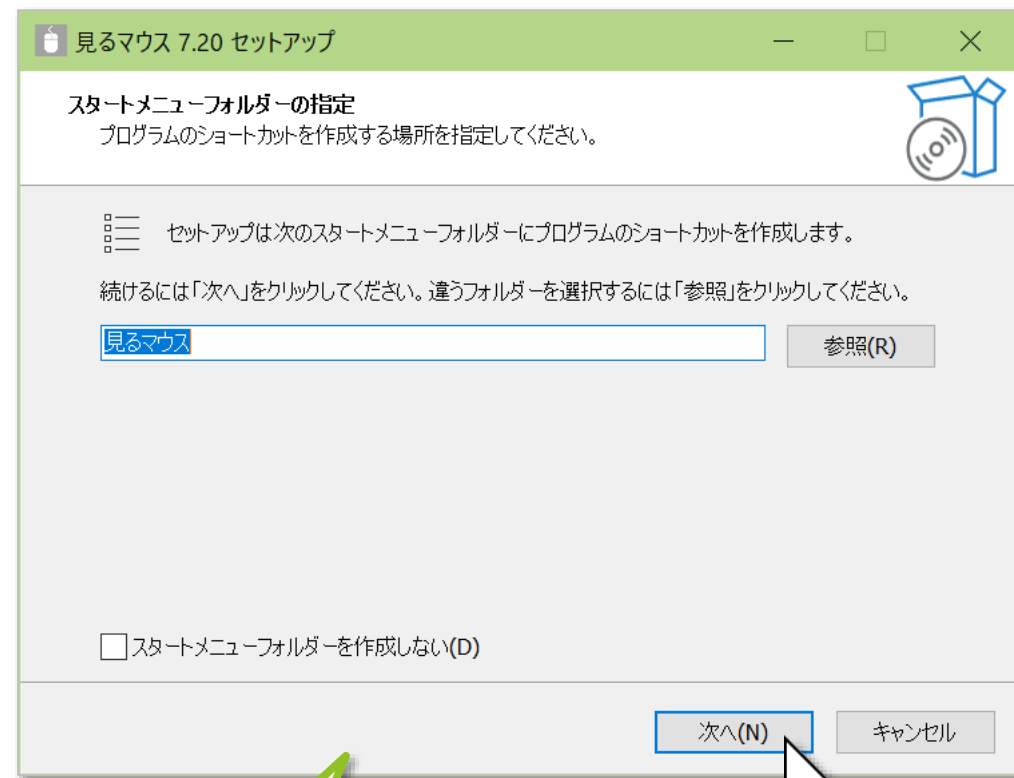 見るマウス 7.20 セットアップ
スタートメニューフォルダーの指定
プログラムのショートカットを作成する場所を指定してください。
セットアップは次のスタートメニューフォルダーにプログラムのショートカットを作成します。
続けるには「次へ」をクリックしてください。違うフォルダーを選択するには「参照」をクリックしてください。
見るマウス
参照(R)
スタートメニューフォルダーを作成しない(D)
次へ(N)
キャンセル